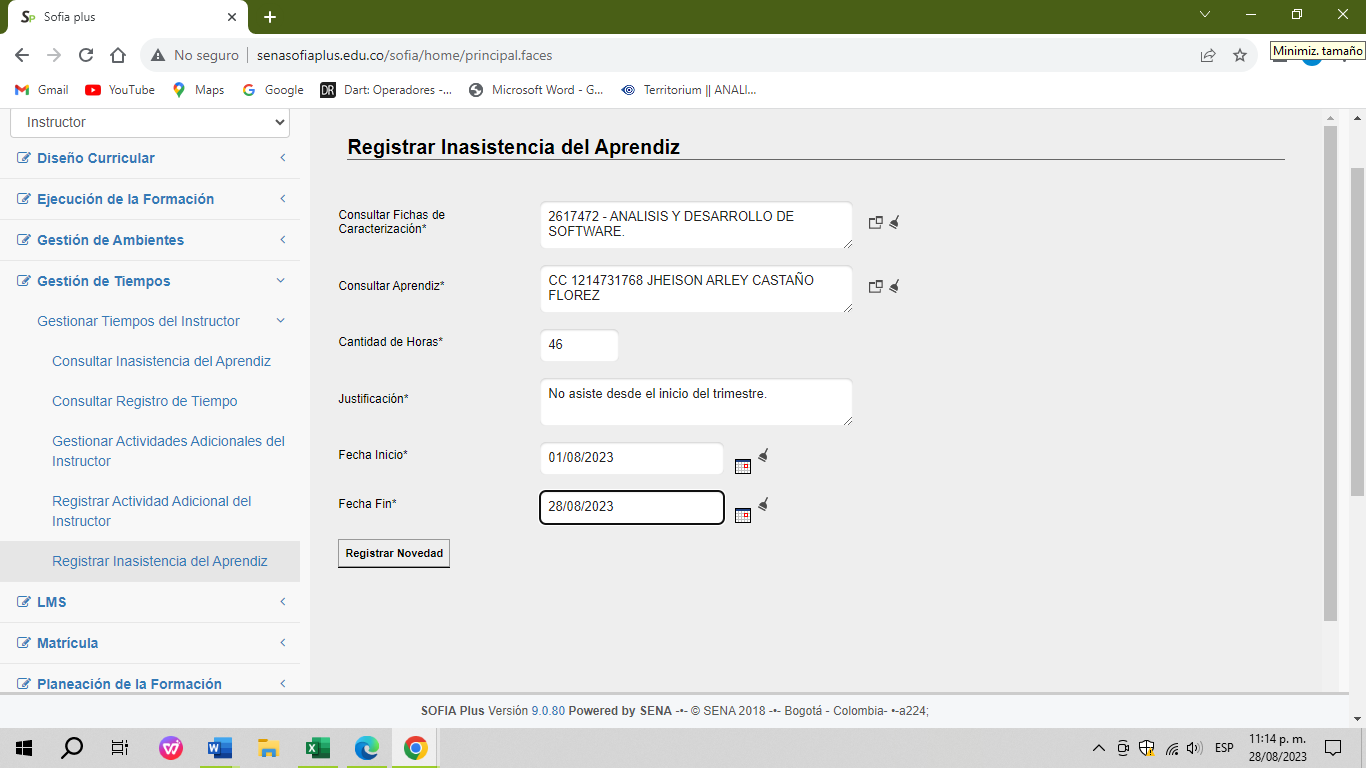 Sofia plus
No seguro
senasofiaplus.edu.co/sofia/home/principal.faces
Minimiz. tamaño
Gmail
YouTube
Maps
Google
DR
Dart: Operadores -...
Microsoft Word - G...
Territorium || ANALI...
Instructor
Diseño Curricular
Ejecución de la Formación
Gestión de Ambientes
Gestión de Tiempos
Gestionar Tiempos del Instructor
Consultar Inasistencia del Aprendiz
Consultar Registro de Tiempo
Gestionar Actividades Adicionales del
Instructor
Registrar Actividad Adicional del
Instructor
Registrar Inasistencia del Aprendiz
LMS
Matrícula
Planeación de la Formación
Registrar Inasistencia del Aprendiz
Consultar Fichas de
Caracterización*
2617472 - ANALISIS Y DESARROLLO DE
SOFTWARE.
Consultar Aprendiz*
CC 1214731768 JHEISON ARLEY CASTAÑO
FLOREZ
Cantidad de Horas*
46
Justificación*
No asiste desde el inicio del trimestre.
Fecha Inicio*
01/08/2023
Fecha Fin*
28/08/2023
Registrar Novedad
SOFIA Plus Versión 9.0.80 Powered by SENA -•- © SENA 2018 -•- Bogotá - Colombia- •-a224;
ESP
11:14 p. m.
28/08/2023